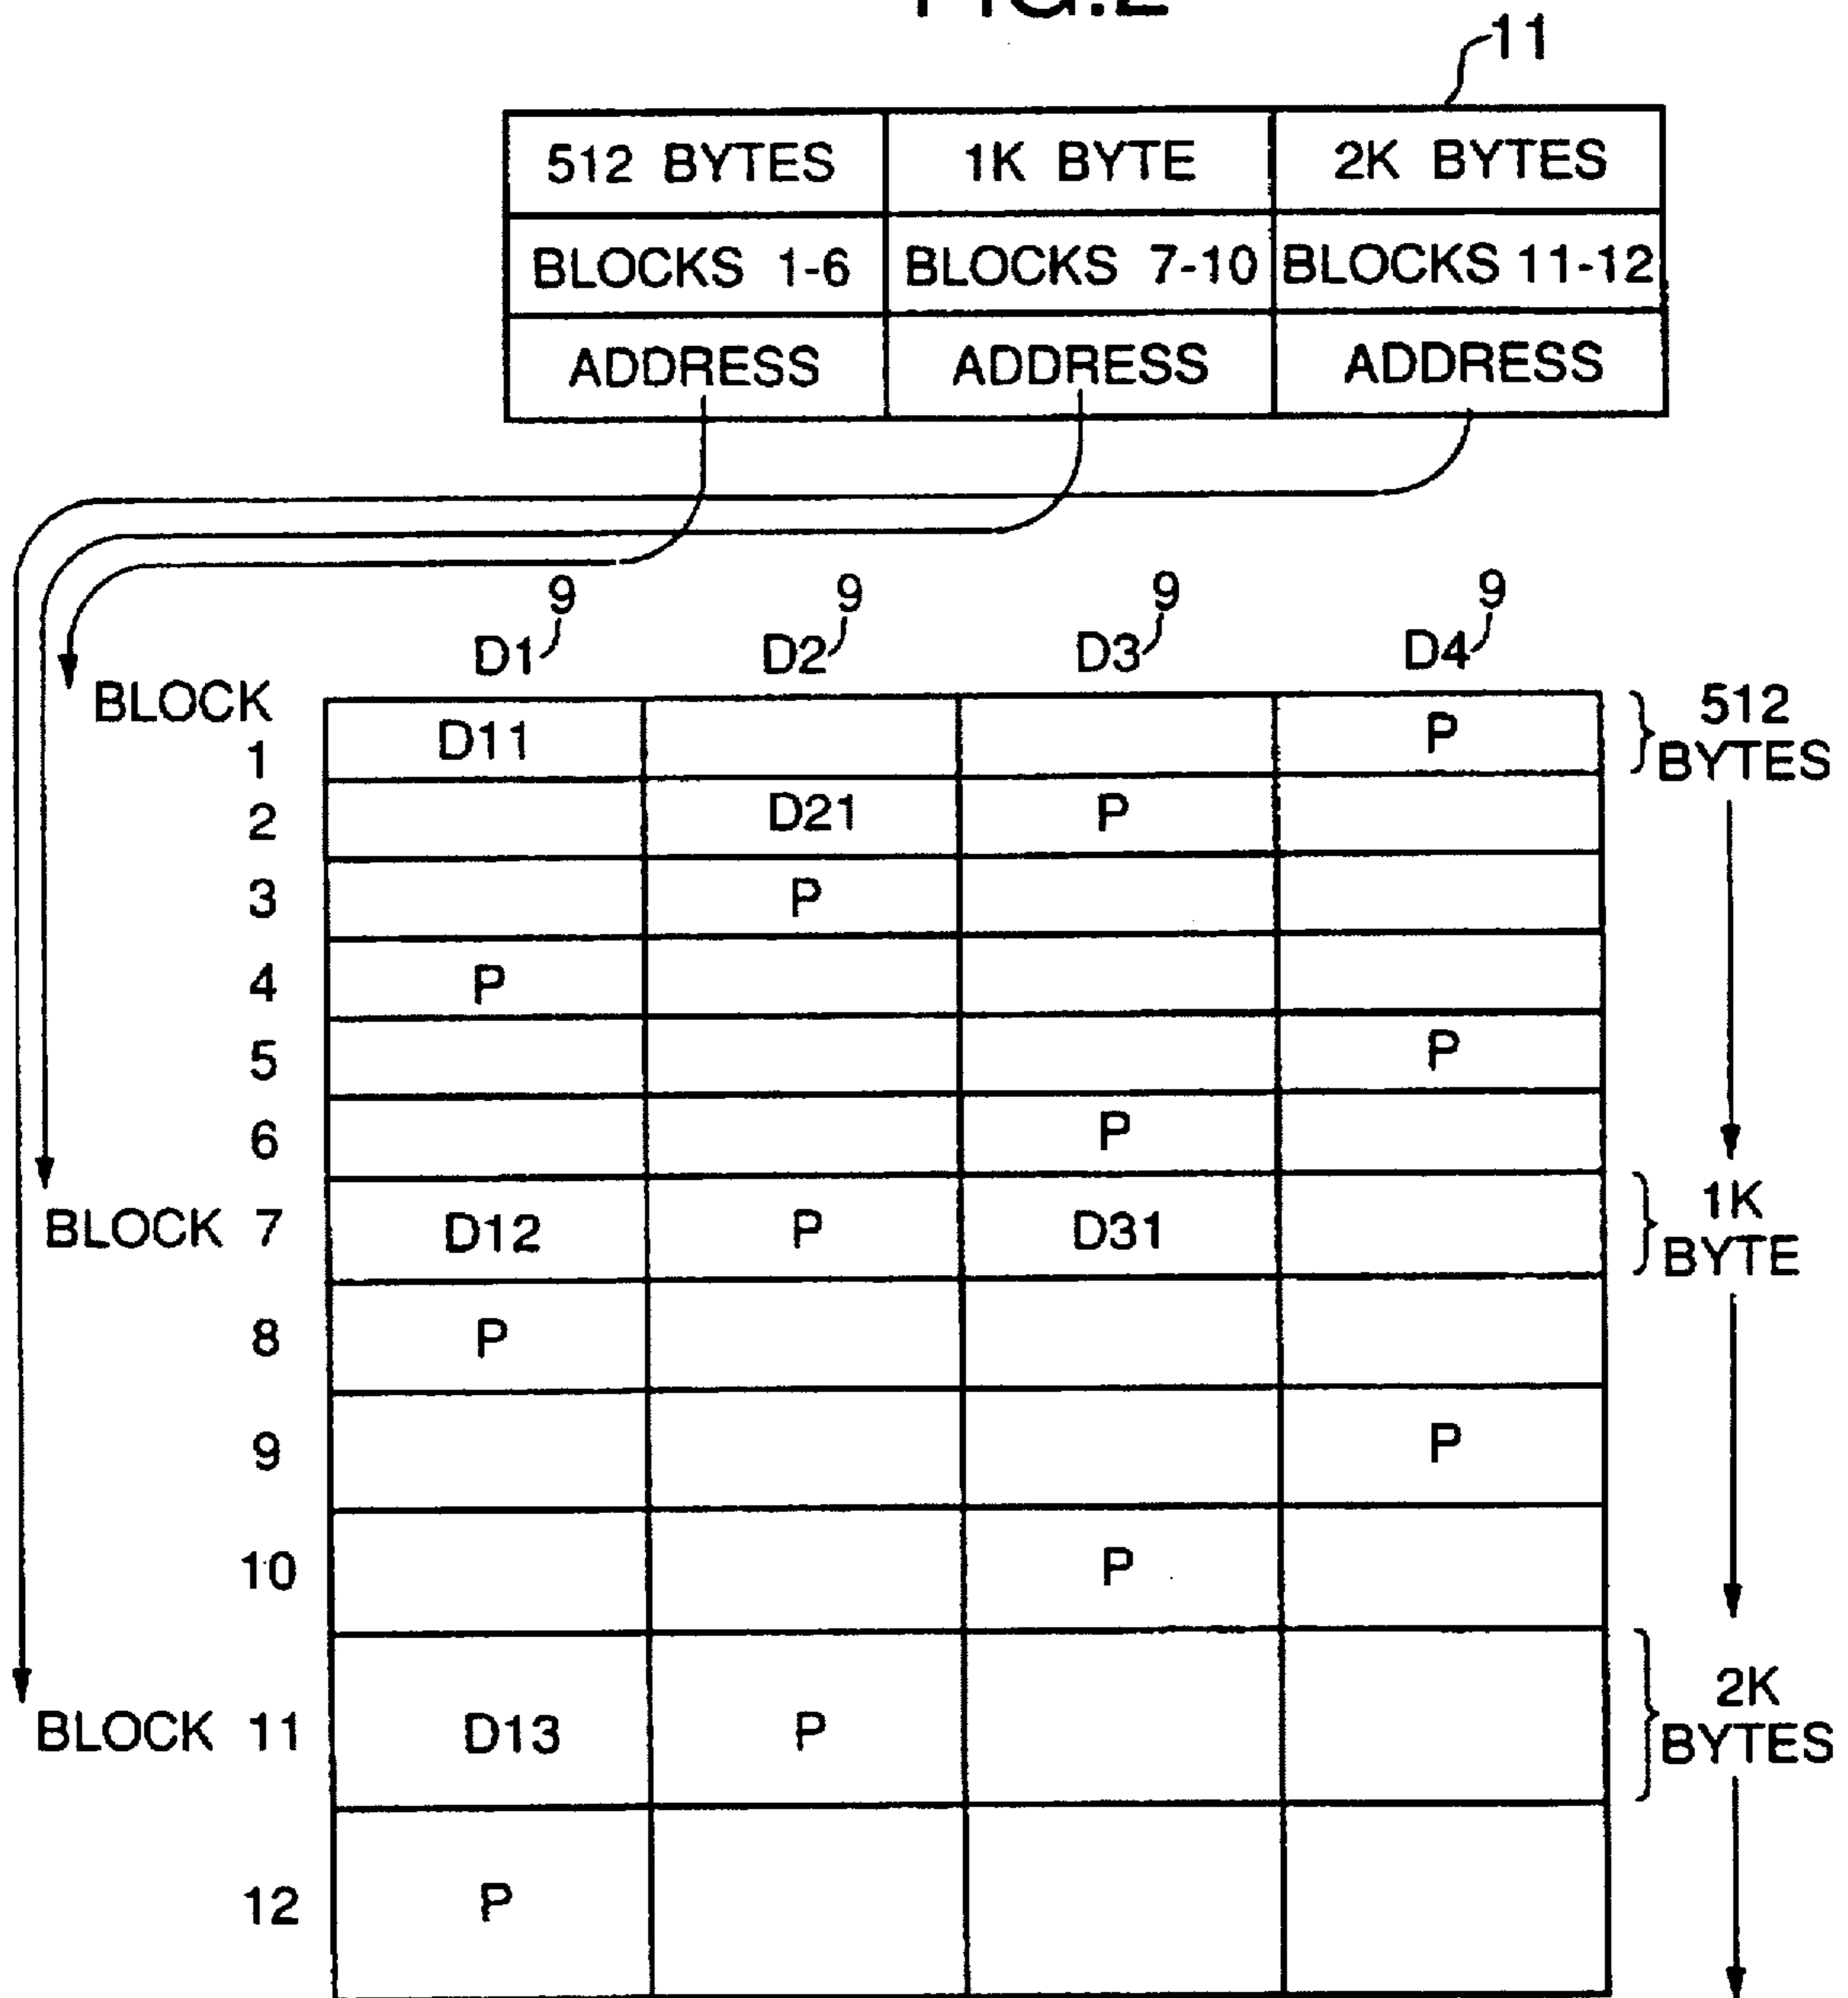 FIG.2
11
512 BYTES 1K BYTE 2K BYTES
BLOCKS 1-6 BLOCKS 7-10 BLOCKS 11-12
ADDRESS ADDRESS ADDRESS
9 9 9 9
D1 D2 D3 D4
BLOCK
1 D11 P 512 BYTES
2 D21 P
3 P
4 P
5 P
6 P
BLOCK 7 D12 P D31 1K BYTE
8 P
9 P
10 P
BLOCK 11 D13 P 2K BYTES
12 P